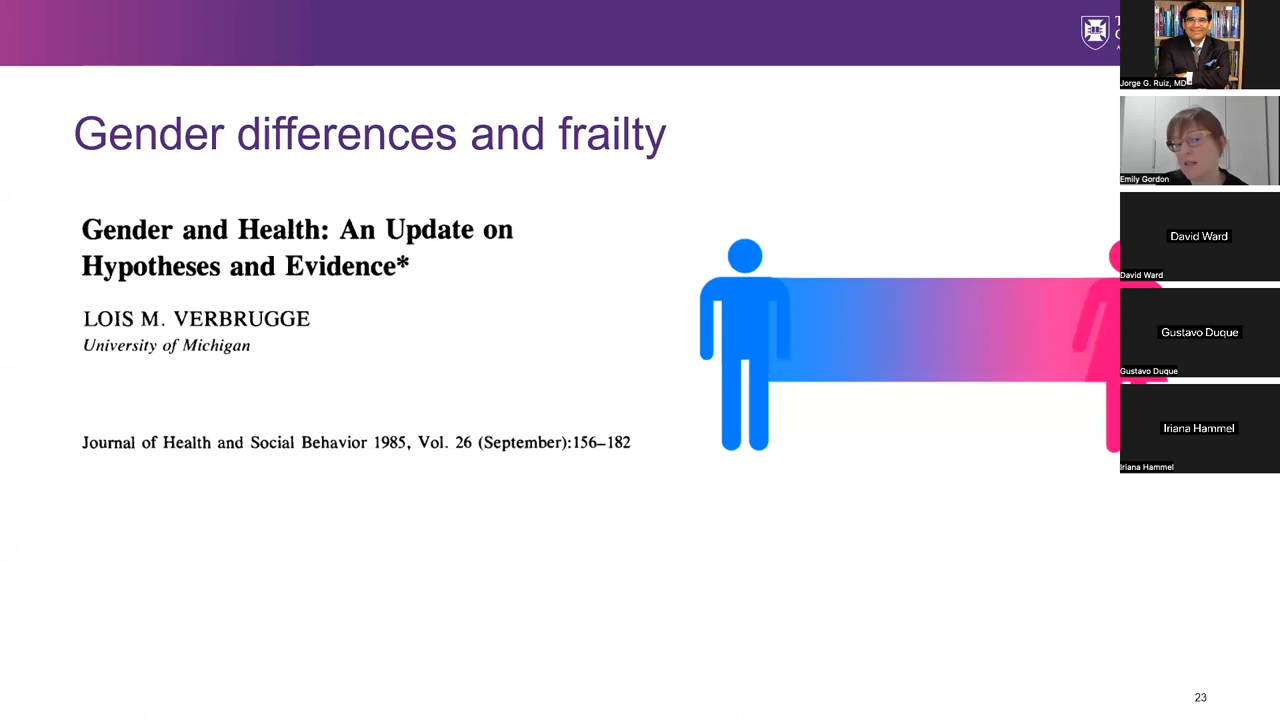 Gender differences and frailty
Gender and Health: An Update on
Hypotheses and Evidence*
LOIS M. VERBRUGGE
University of Michigan
Journal of Health and Social Behavior 1985, Vol. 26 (September):156–182
23
Jorge G. Ruiz, MD
Emily Gordon
David Ward
David Ward
Gustavo Duque
Gustavo Duque
Iriana Hammel
Iriana Hammel